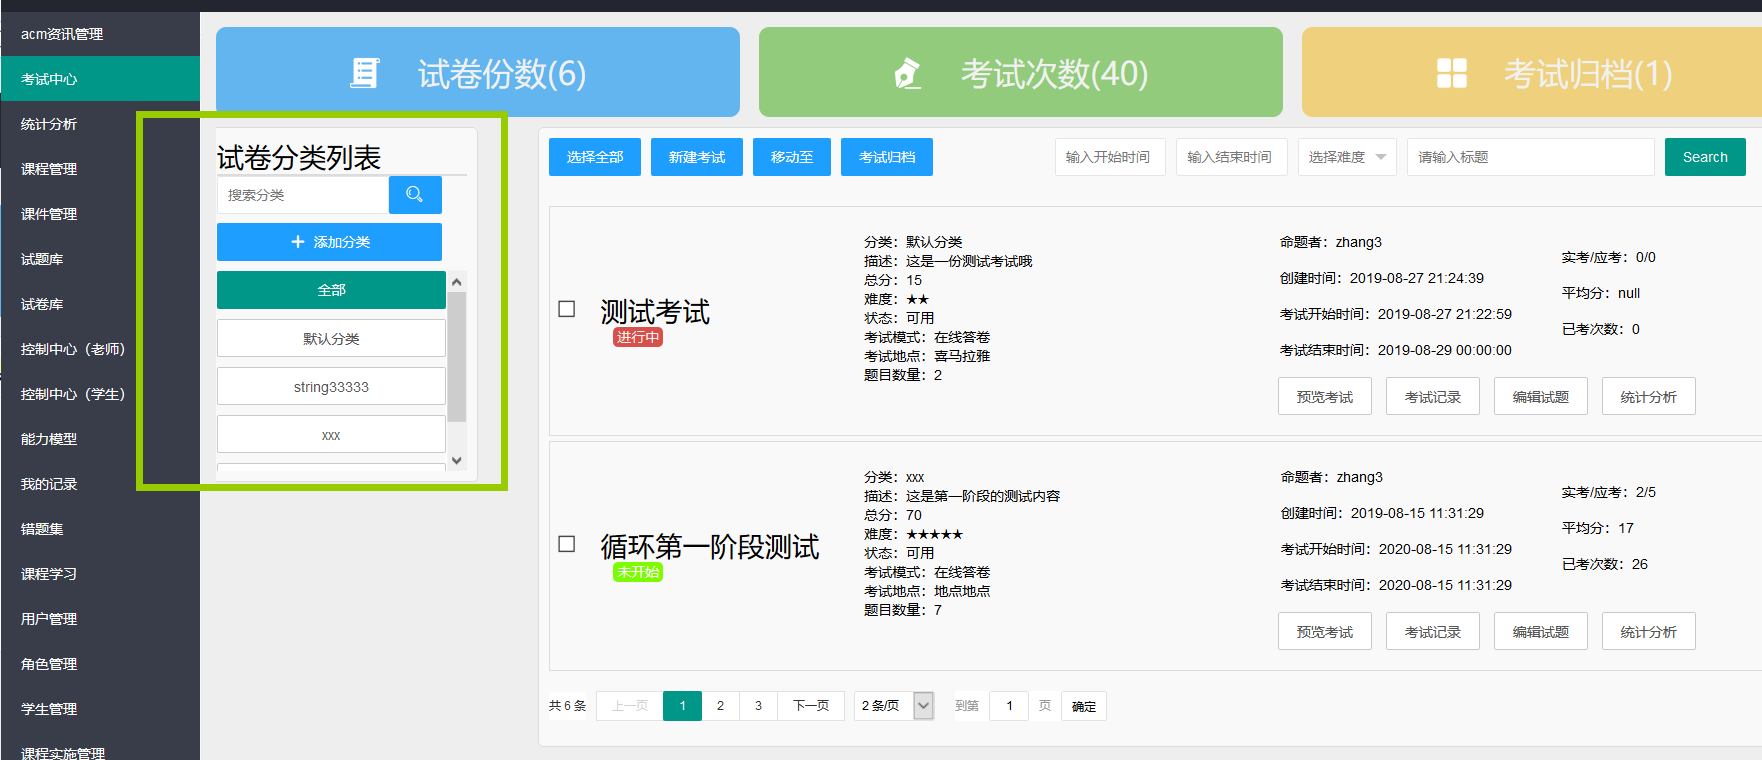 acm资讯管理
考试中心
统计分析
课程管理
课件管理
试题库
试卷库
控制中心（老师）
控制中心（学生）
能力模型
我的记录
错题集
课程学习
用户管理
角色管理
学生管理
课程实施管理
试卷份数(6)
考试次数(40)
考试归档(1)
试卷分类列表
搜索分类
添加分类
全部
默认分类
string33333
xxx
选择全部 新建考试 移动至 考试归档 输入开始时间 输入结束时间 选择难度 请输入标题 Search
测试考试
进行中
分类：默认分类
描述：这是一份测试考试哦
总分：15
难度：★★
状态：可用
考试模式：在线答卷
考试地点：喜马拉雅
题目数量：2
命题者：zhang3
创建时间：2019-08-27 21:24:39
考试开始时间：2019-08-27 21:22:59
考试结束时间：2019-08-29 00:00:00
实考/应考：0/0
平均分：null
已考次数：0
预览考试 考试记录 编辑试题 统计分析
循环第一阶段测试
未开始
分类：xxx
描述：这是第一阶段的测试内容
总分：70
难度：★★★★★
状态：可用
考试模式：在线答卷
考试地点：地点地点
题目数量：7
命题者：zhang3
创建时间：2019-08-15 11:31:29
考试开始时间：2020-08-15 11:31:29
考试结束时间：2020-08-15 11:31:29
实考/应考：2/5
平均分：17
已考次数：26
预览考试 考试记录 编辑试题 统计分析
共 6 条 上一页 1 2 3 下一页 2 条/页 到第 1 页 确定